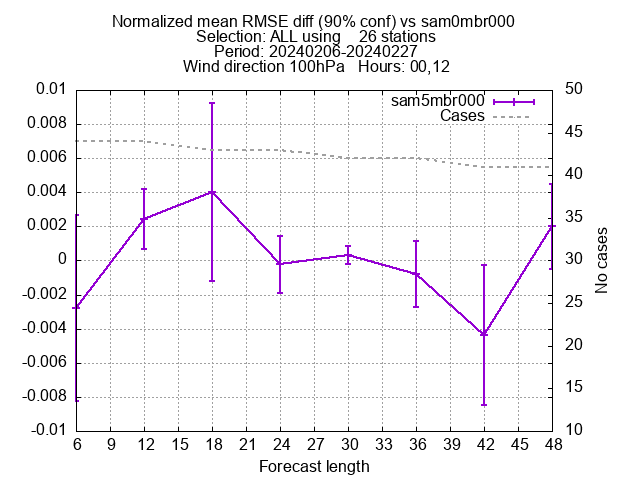 Normalized mean RMSE diff (90% conf) vs sam0mbr000
Selection: ALL using    26 stations
Period: 20240206-20240227
Wind direction 100hPa   Hours: 00,12
sam5mbr000
Cases
0.01
0.008
0.006
0.004
0.002
0
-0.002
-0.004
-0.006
-0.008
-0.01
50
45
40
35
30
25
20
15
10
No cases
6 9 12 15 18 21 24 27 30 33 36 39 42 45 48
Forecast length